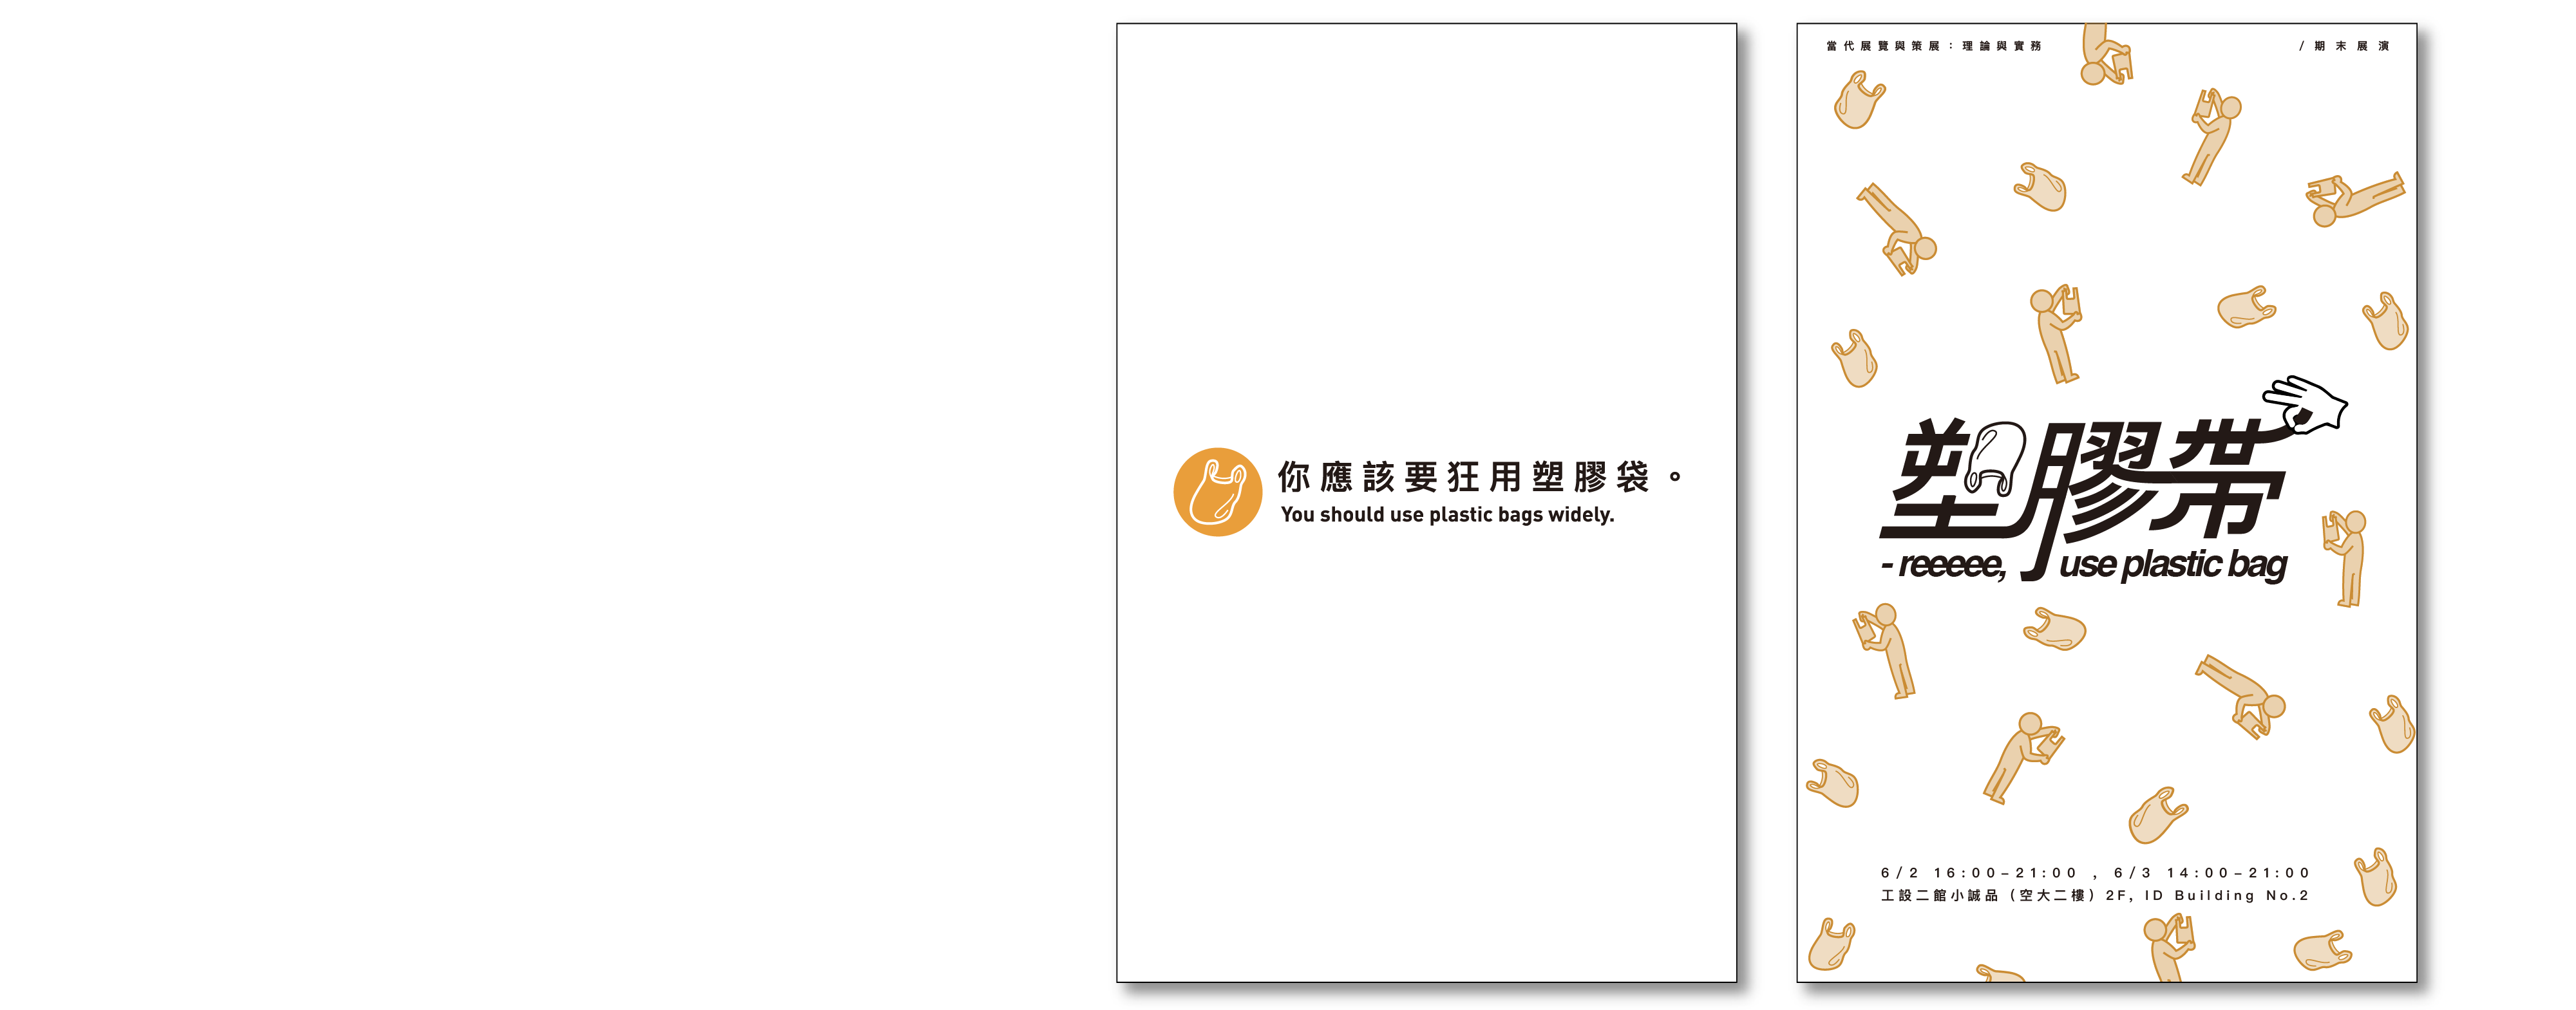 你應該要狂用塑膠袋。
You should use plastic bags widely.
當代展覽與策展：理論與實務
/ 期末展演
塑膠帶
- reeeee, use plastic bag
6/2 16:00–21:00 , 6/3 14:00–21:00
工設二館小誠品（空大二樓）2F, ID Building No.2